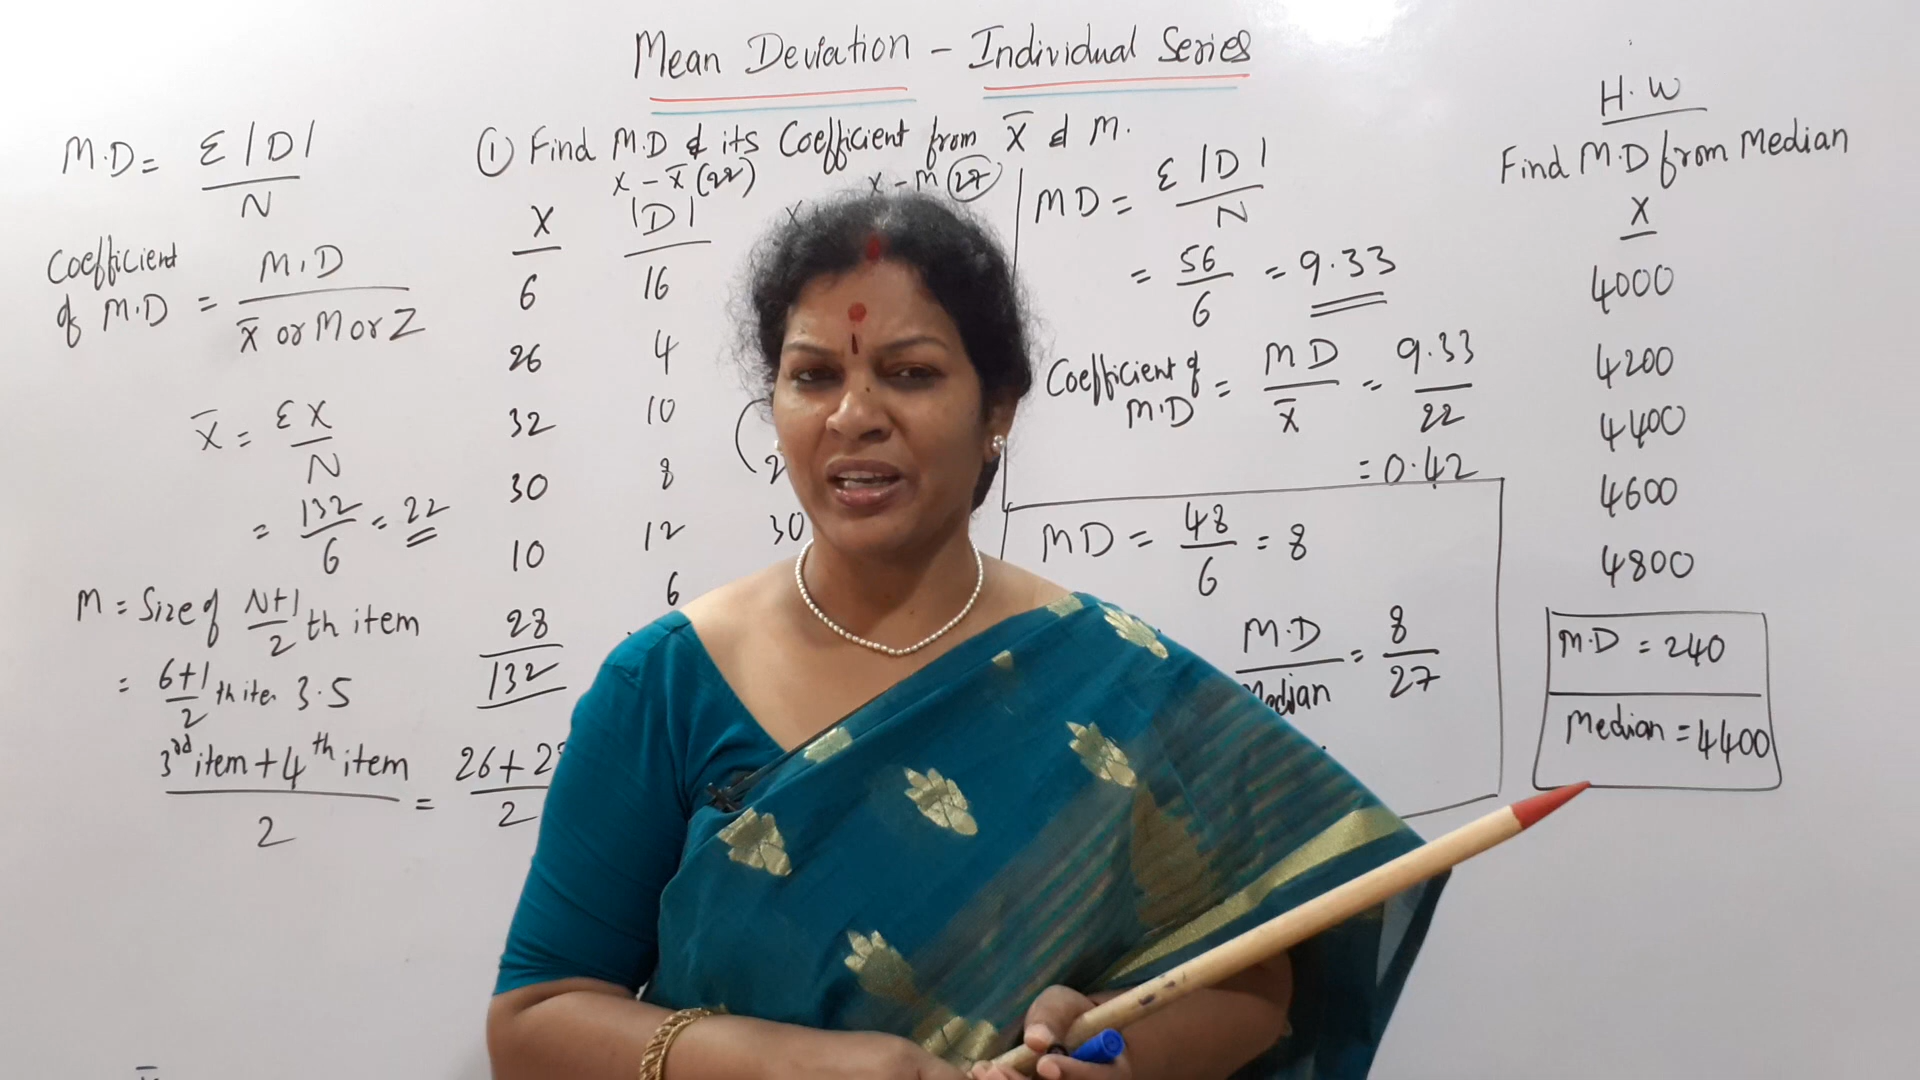 Mean Deviation - Individual Series
M.D = Σ|D| / N
Coefficient of M.D = M.D / X̄ or M or Z
X̄ = ΣX / N
= 132 / 6 = 22
M = Size of N+1 / 2 th item
= 6+1 / 2 th ite 3.5
3rd item + 4th item / 2 = 26+2 / 2
① Find M.D & its Coefficient from X̄ & M.
X - X̄ (22)
X - M (27)
X |D| X
6 16
26 4
32 10
30 8 2
10 12 30
28 6
132
MD = Σ|D| / N
= 56 / 6 = 9.33
Coefficient of M.D = MD / X̄ = 9.33 / 22
= 0.42
MD = 48 / 6 = 8
M.D / Median = 8 / 27
H.W
Find M.D from Median
X
4000
4200
4400
4600
4800
M.D = 240
Median = 4400